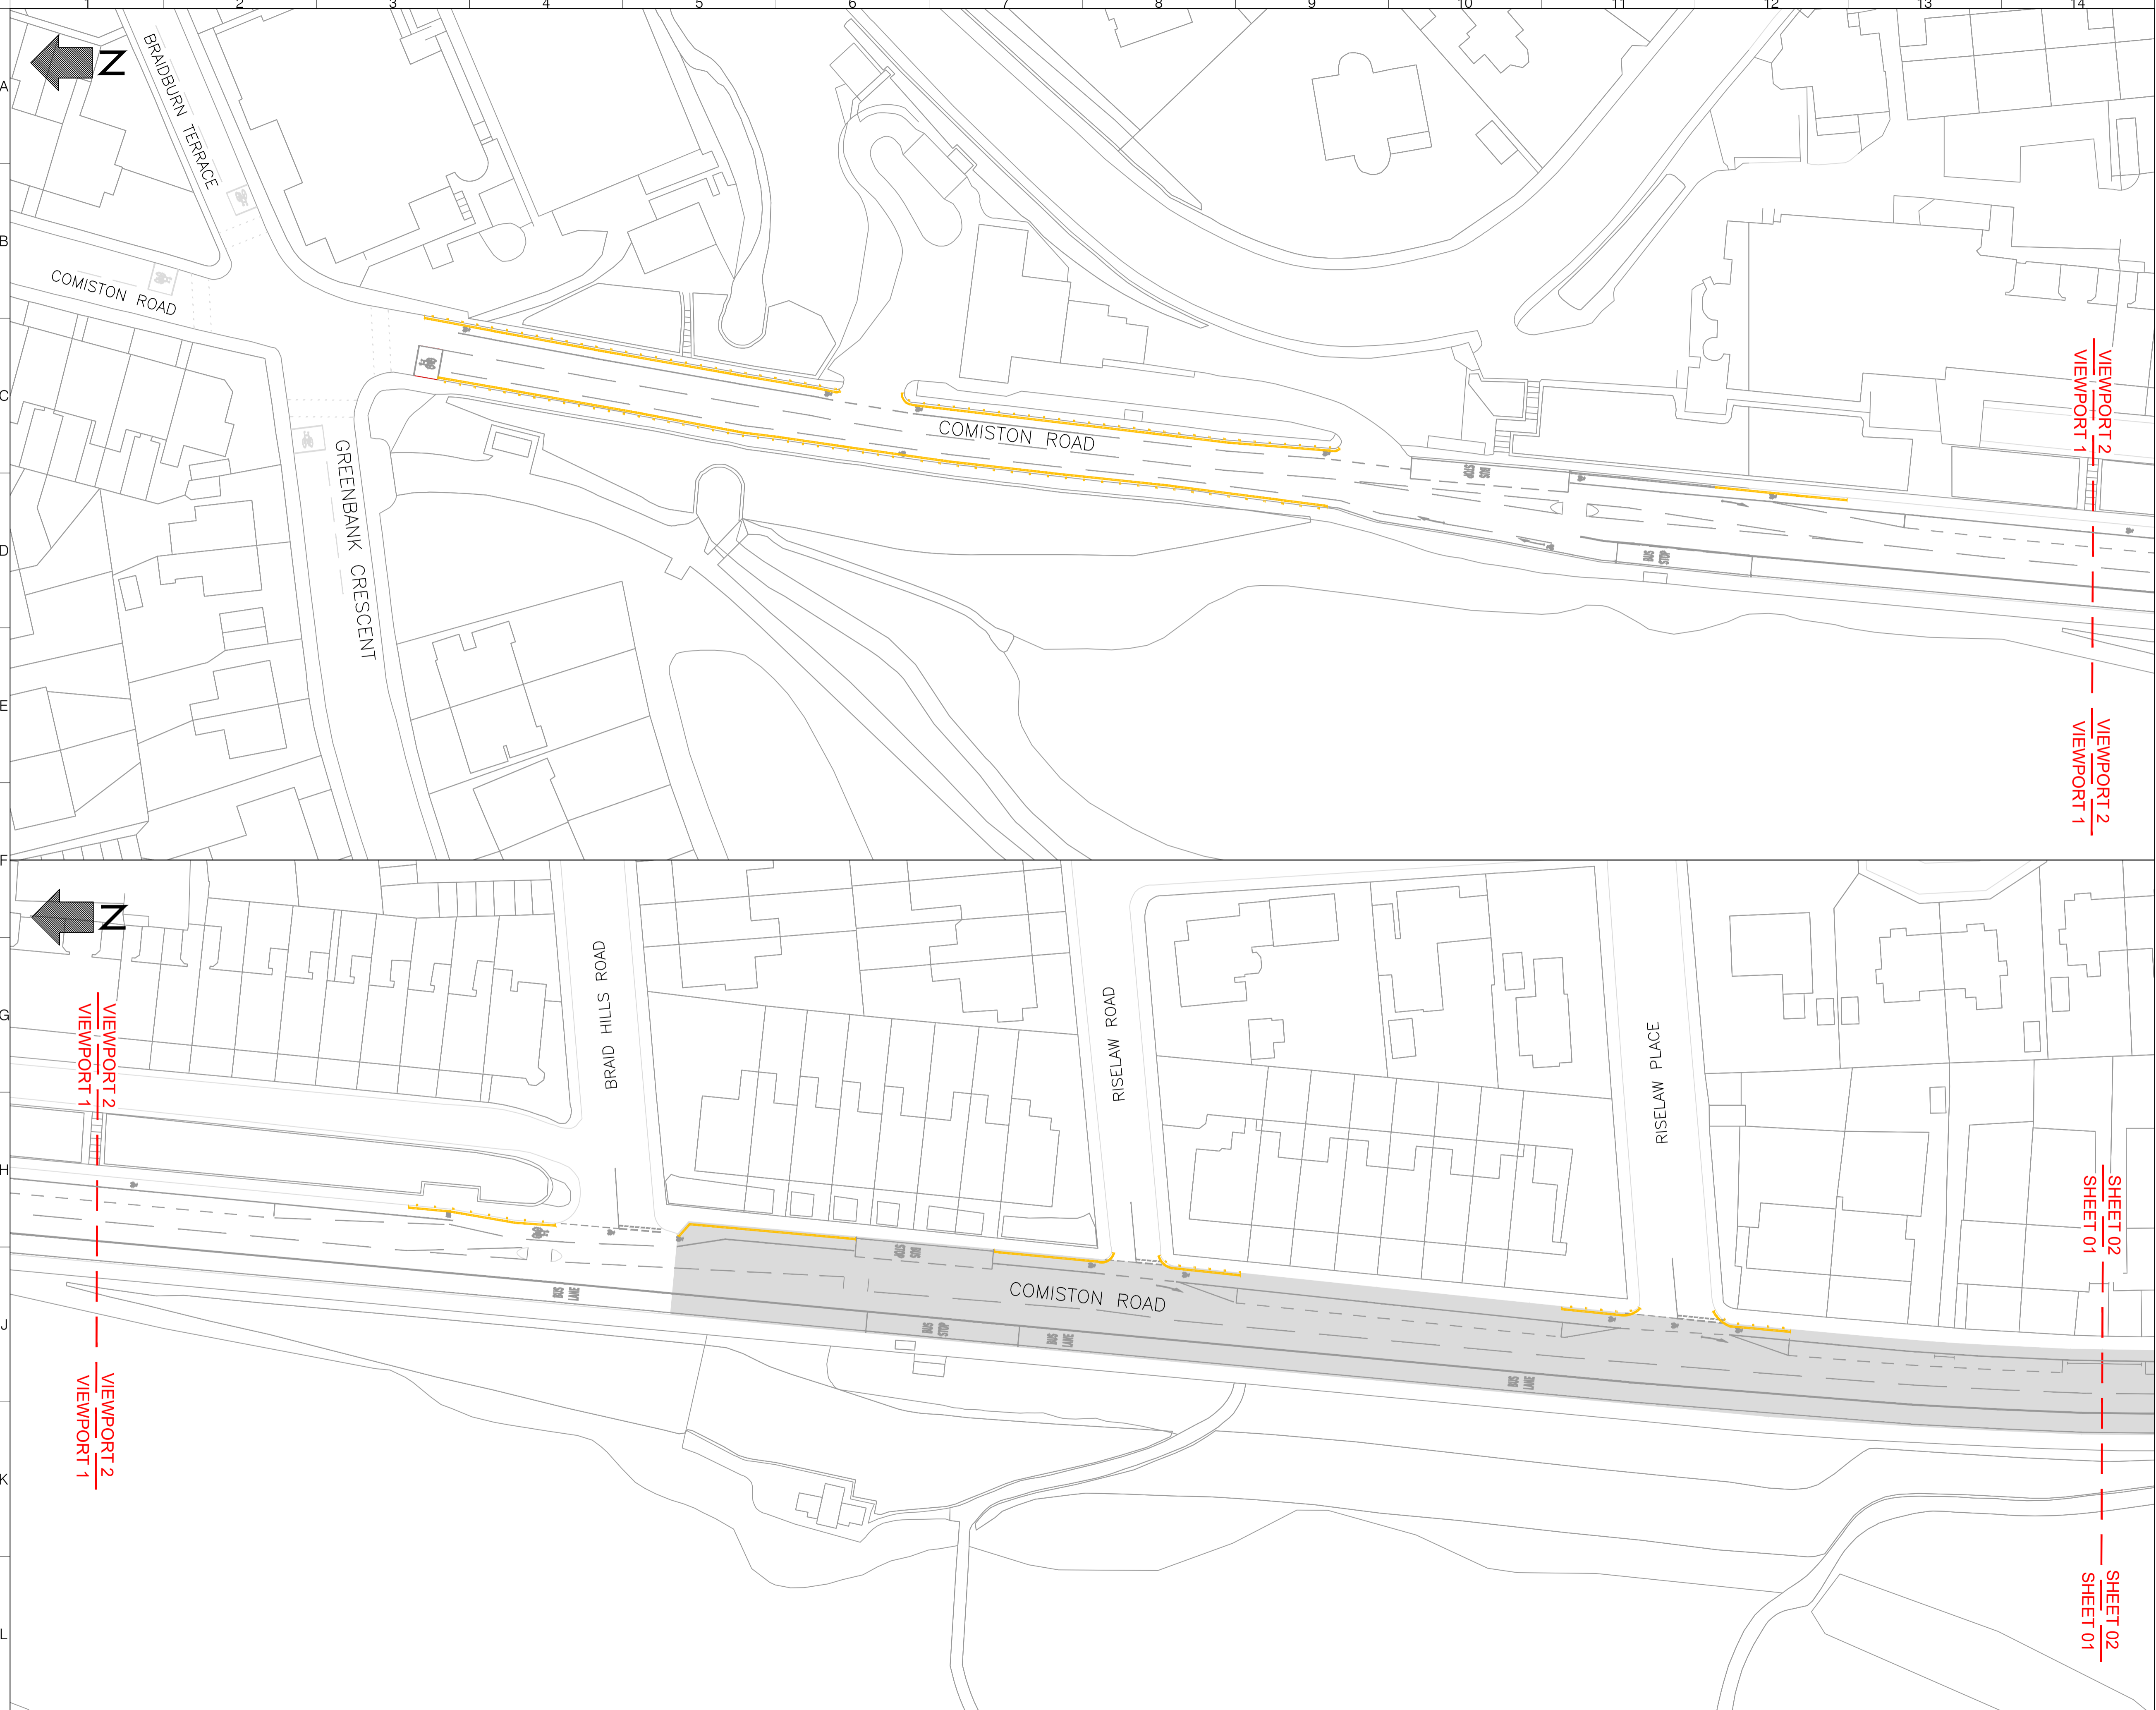 1 2 3 4 5 6 7 8 9 10 11 12 13 14
A
B
C
D
E
F
G
H
J
K
L
N
BRAIDBURN TERRACE
COMISTON ROAD
GREENBANK CRESCENT
COMISTON ROAD
BUS
STOP
BUS
STOP
VIEWPORT 2
VIEWPORT 1
VIEWPORT 2
VIEWPORT 1
N
VIEWPORT 2
VIEWPORT 1
BRAID HILLS ROAD
RISELAW ROAD
RISELAW PLACE
BUS
STOP
COMISTON ROAD
BUS
LANE
BUS
STOP
BUS
LANE
BUS
LANE
VIEWPORT 2
VIEWPORT 1
SHEET 02
SHEET 01
SHEET 02
SHEET 01